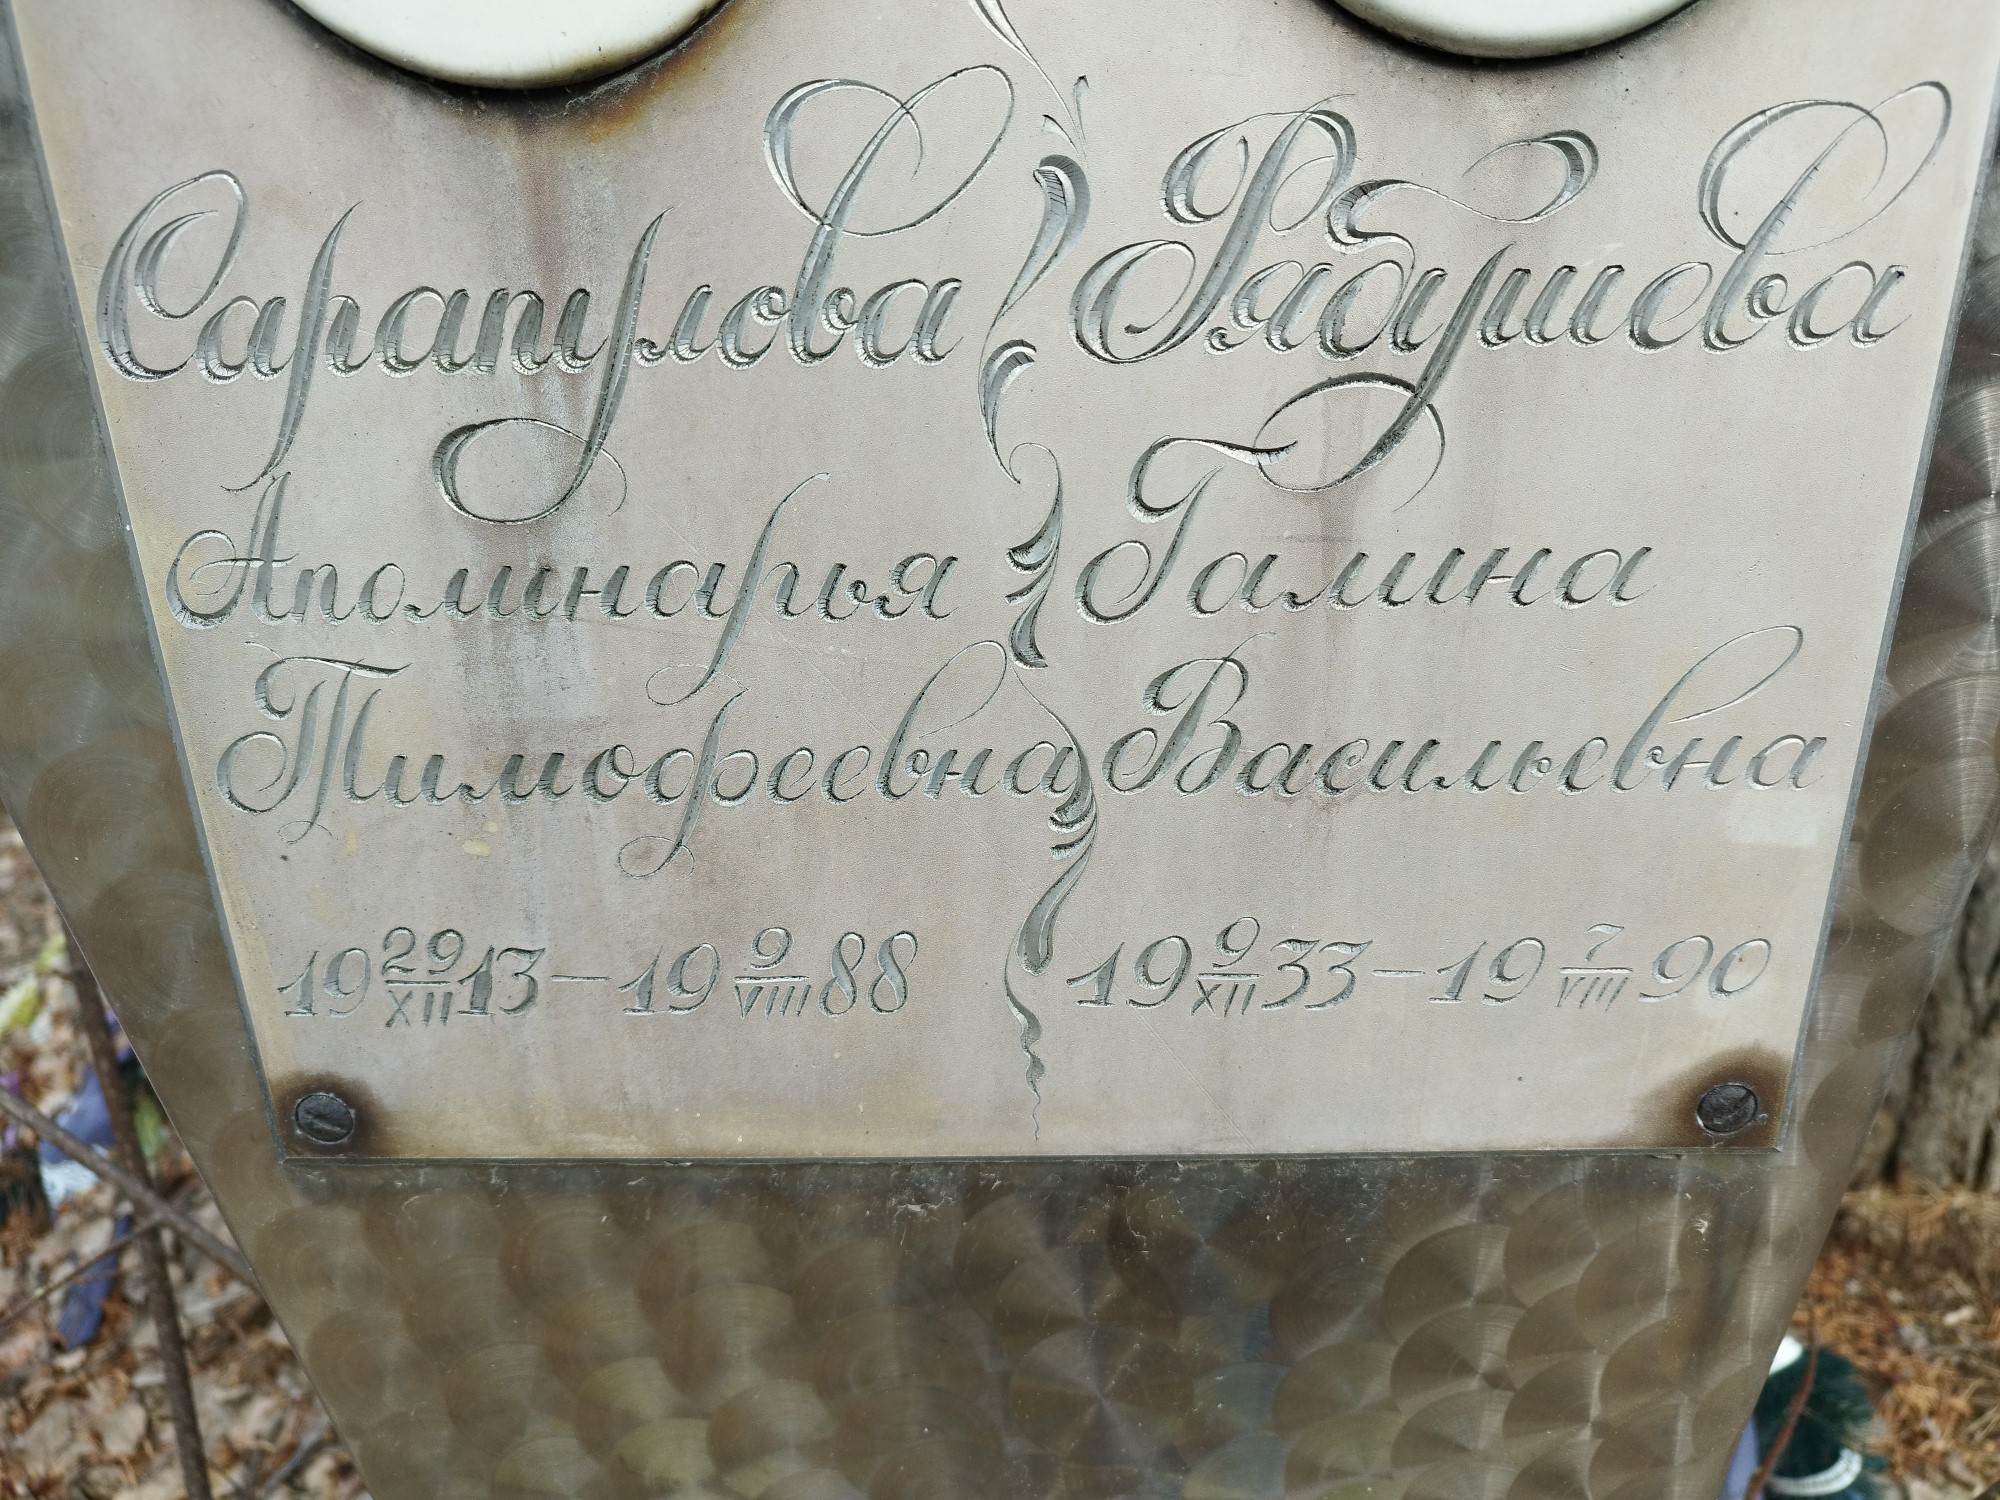 Сарапулова
Аполинарья
Тимофеевна
19 29/XII 13 – 19 9/VIII 88
Рябушева
Галина
Васильевна
19 9/XII 33 – 19 7/VIII 90